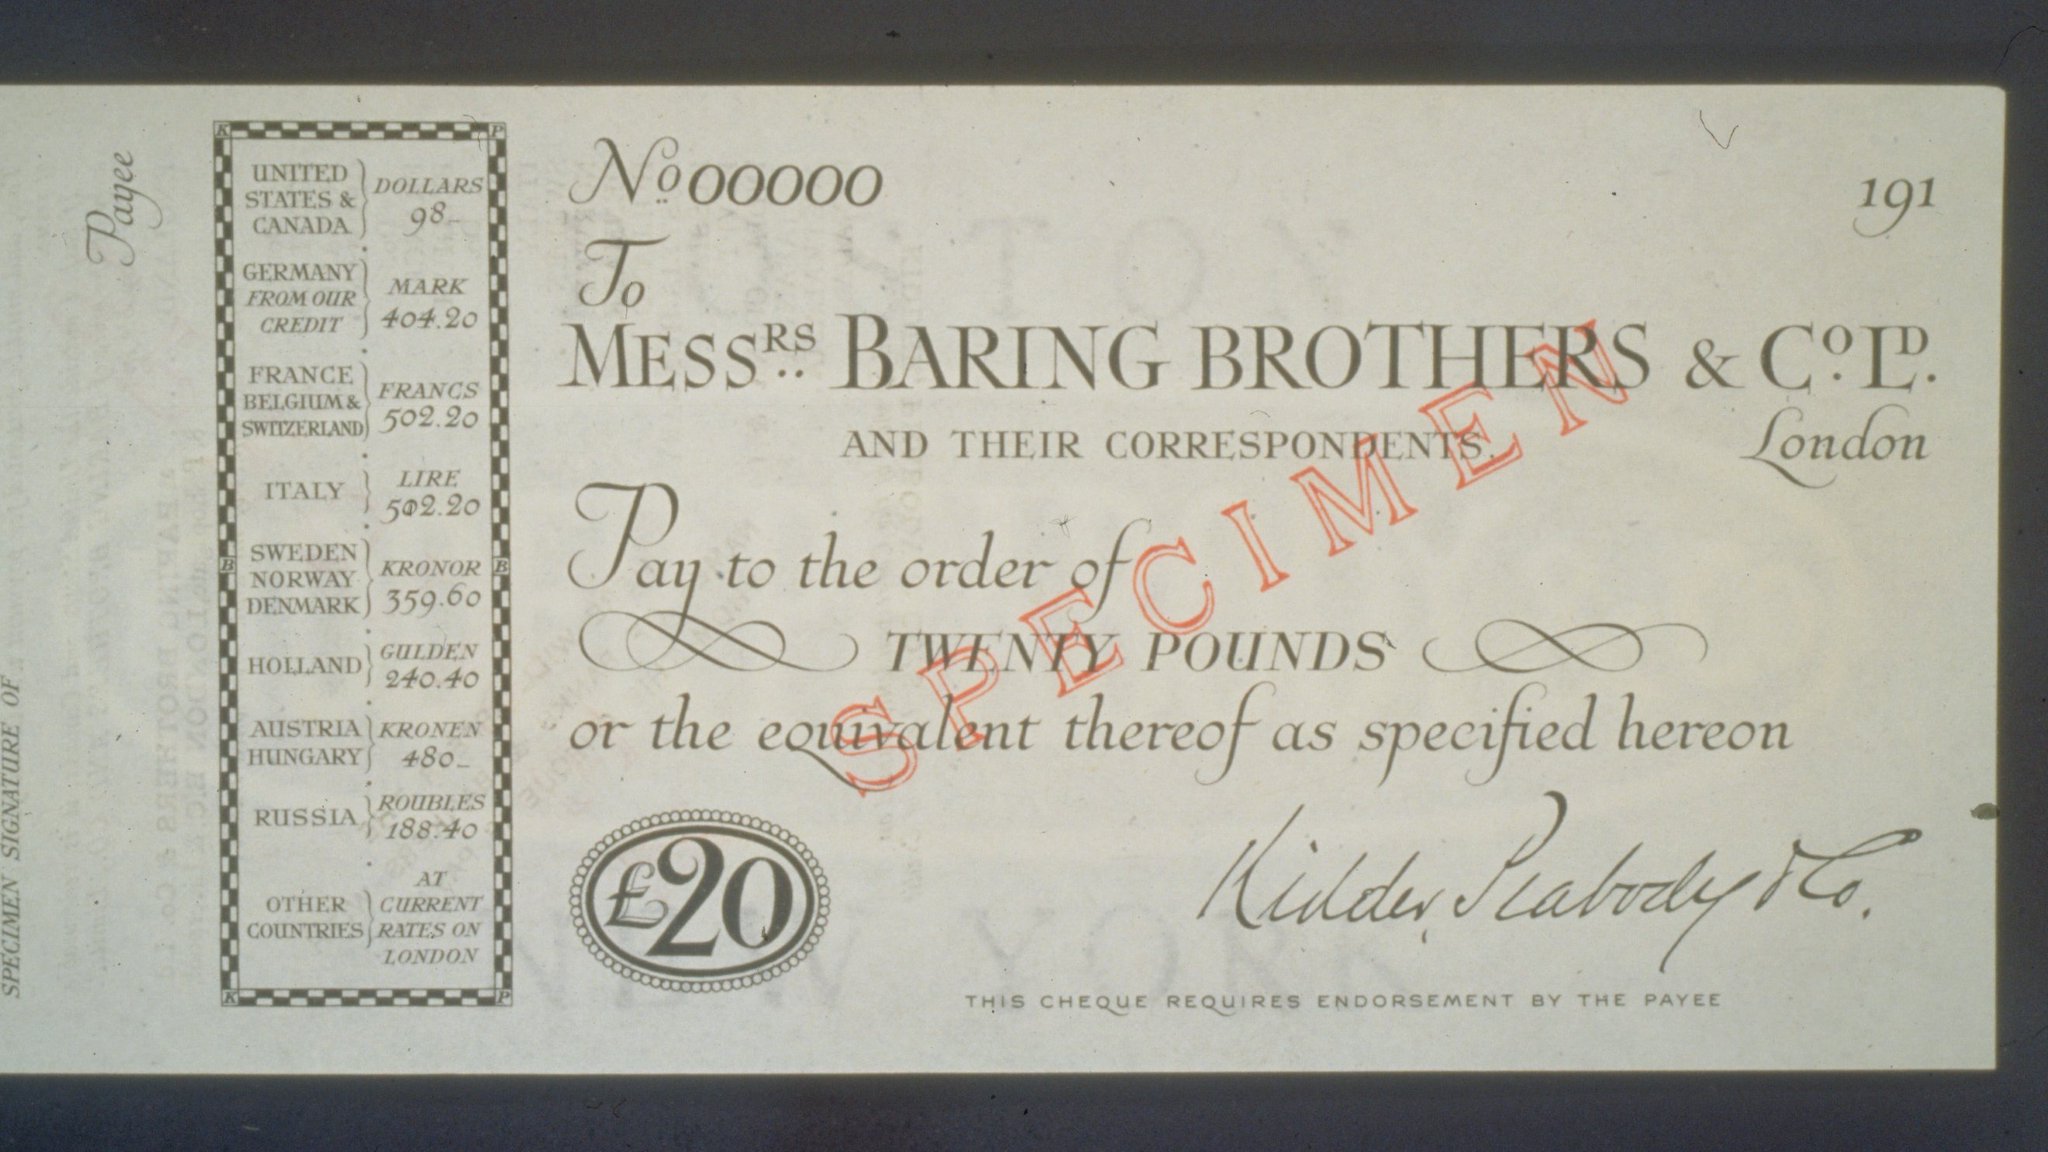 SPECIMEN SIGNATURE OF
Payee
K P
UNITED STATES & CANADA DOLLARS 98_
GERMANY FROM OUR CREDIT MARK 404.20
FRANCE BELGIUM & SWITZERLAND FRANCS 502.20
ITALY LIRE 502.20
B B
SWEDEN NORWAY DENMARK KRONOR 359.60
HOLLAND GULDEN 240.40
AUSTRIA HUNGARY KRONEN 480_
RUSSIA ROUBLES 188.40
OTHER COUNTRIES AT CURRENT RATES ON LONDON
K P
No 00000
191
To
MESSRS BARING BROTHERS & Co. LD.
AND THEIR CORRESPONDENTS.
London
Pay to the order of
TWENTY POUNDS
or the equivalent thereof as specified hereon
SPECIMEN
£20
Kidder, Peabody & Co.
THIS CHEQUE REQUIRES ENDORSEMENT BY THE PAYEE